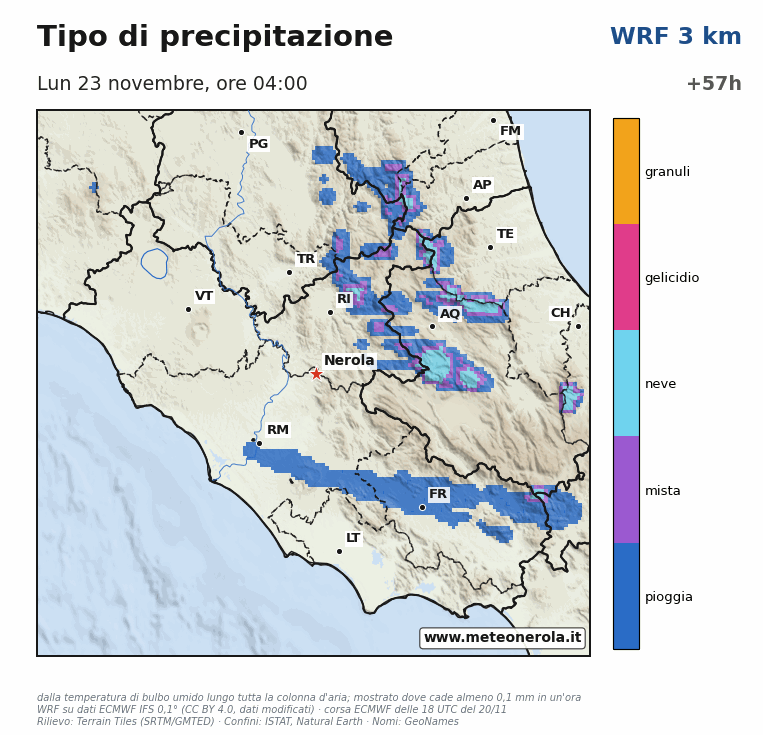 Tipo di precipitazione
WRF 3 km
Lun 23 novembre, ore 04:00
+57h
FM
PG
AP
TE
TR
VT
RI
AQ
CH.
Nerola
RM
FR
LT
www.meteonerola.it
granuli
gelicidio
neve
mista
pioggia
dalla temperatura di bulbo umido lungo tutta la colonna d'aria; mostrato dove cade almeno 0,1 mm in un'ora
WRF su dati ECMWF IFS 0,1° (CC BY 4.0, dati modificati) · corsa ECMWF delle 18 UTC del 20/11
Rilievo: Terrain Tiles (SRTM/GMTED) · Confini: ISTAT, Natural Earth · Nomi: GeoNames